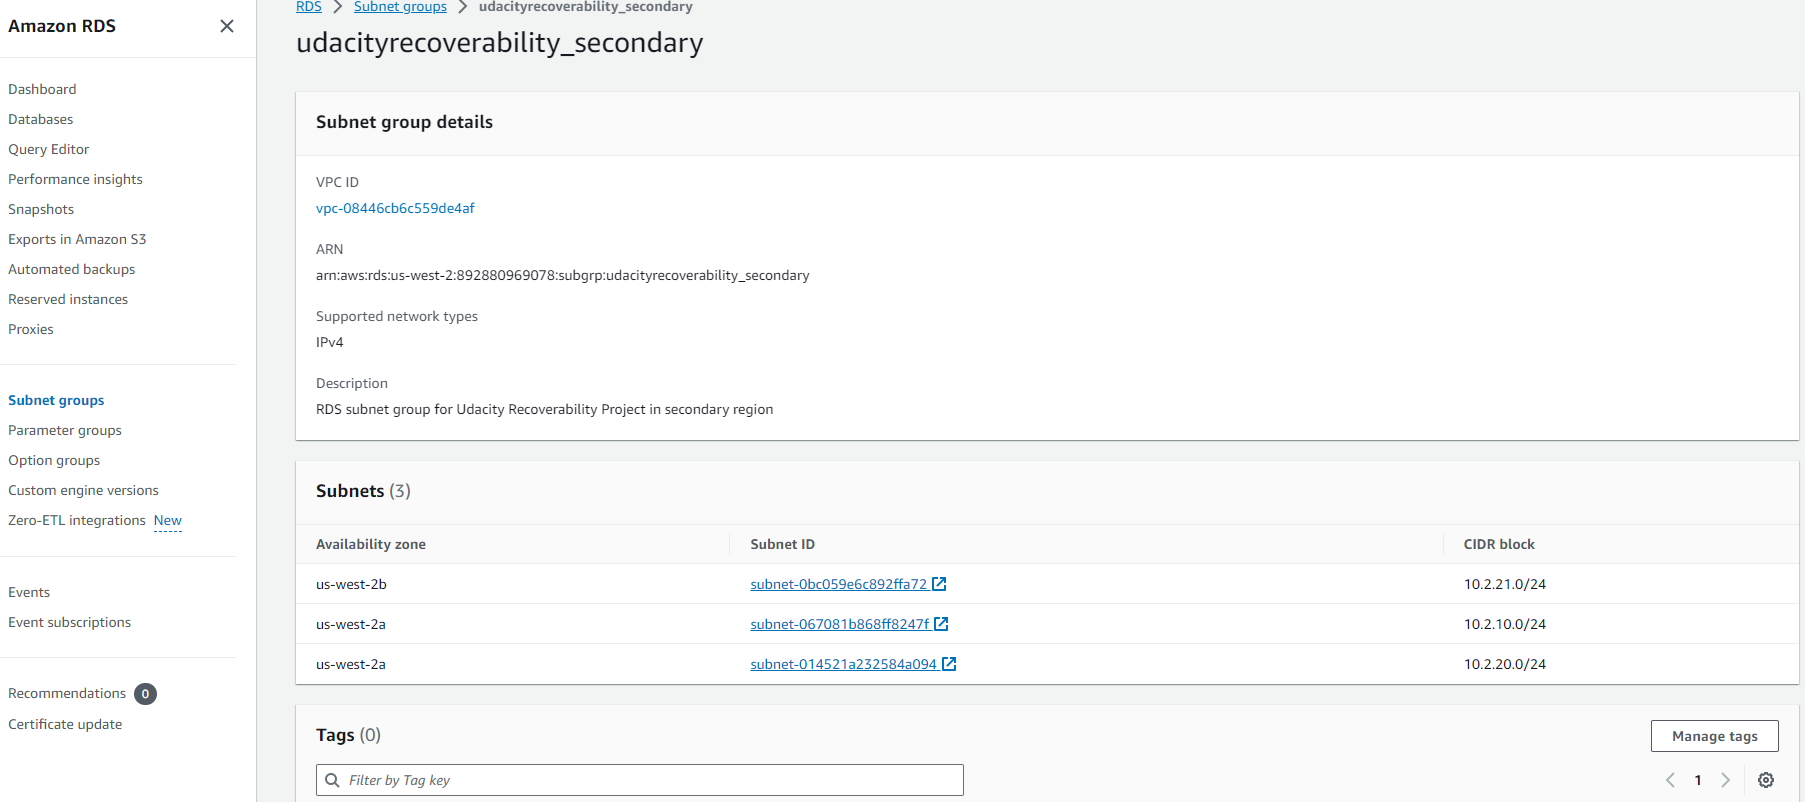 Amazon RDS
Dashboard
Databases
Query Editor
Performance insights
Snapshots
Exports in Amazon S3
Automated backups
Reserved instances
Proxies
Subnet groups
Parameter groups
Option groups
Custom engine versions
Zero-ETL integrations New
Events
Event subscriptions
Recommendations 0
Certificate update
RDS > Subnet groups > udacityrecoverability_secondary
udacityrecoverability_secondary
Subnet group details
VPC ID
vpc-08446cb6c559de4af
ARN
arn:aws:rds:us-west-2:892880969078:subgrp:udacityrecoverability_secondary
Supported network types
IPv4
Description
RDS subnet group for Udacity Recoverability Project in secondary region
Subnets (3)
Availability zone Subnet ID CIDR block
us-west-2b subnet-0bc059e6c892ffa72 10.2.21.0/24
us-west-2a subnet-067081b868ff8247f 10.2.10.0/24
us-west-2a subnet-014521a232584a094 10.2.20.0/24
Tags (0)
Manage tags
Filter by Tag key
1